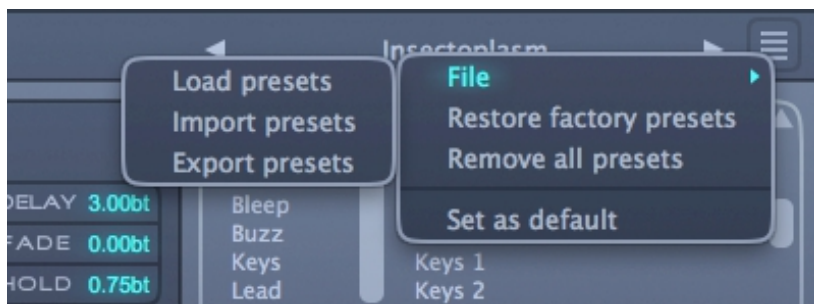 Insectoplasm
Load presets
Import presets
Export presets
File
Restore factory presets
Remove all presets
Set as default
DELAY 3.00bt
FADE 0.00bt
HOLD 0.75bt
Bleep
Buzz
Keys
Lead
Keys 1
Keys 2